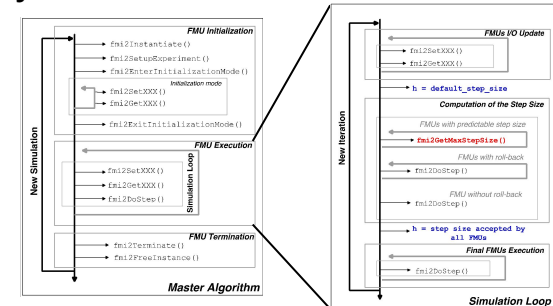 FMU Initialization
fmi2Instantiate()
fmi2SetupExperiment()
fmi2EnterInitializationMode()
Initialization mode
fmi2SetXXX()
fmi2GetXXX()
fmi2ExitInitializationMode()
New Simulation
FMU Execution
fmi2SetXXX()
fmi2GetXXX()
fmi2DoStep()
Simulation Loop
FMU Termination
fmi2Terminate()
fmi2FreeInstance()
Master Algorithm
FMUs I/O Update
fmi2SetXXX()
fmi2GetXXX()
h = default_step_size
New Iteration
Computation of the Step Size
FMUs with predictable step size
fmi2GetMaxStepSize()
FMUs with roll-back
fmi2DoStep()
FMU without roll-back
fmi2DoStep()
h = step size accepted by
all FMUs
Final FMUs Execution
fmi2DoStep()
Simulation Loop